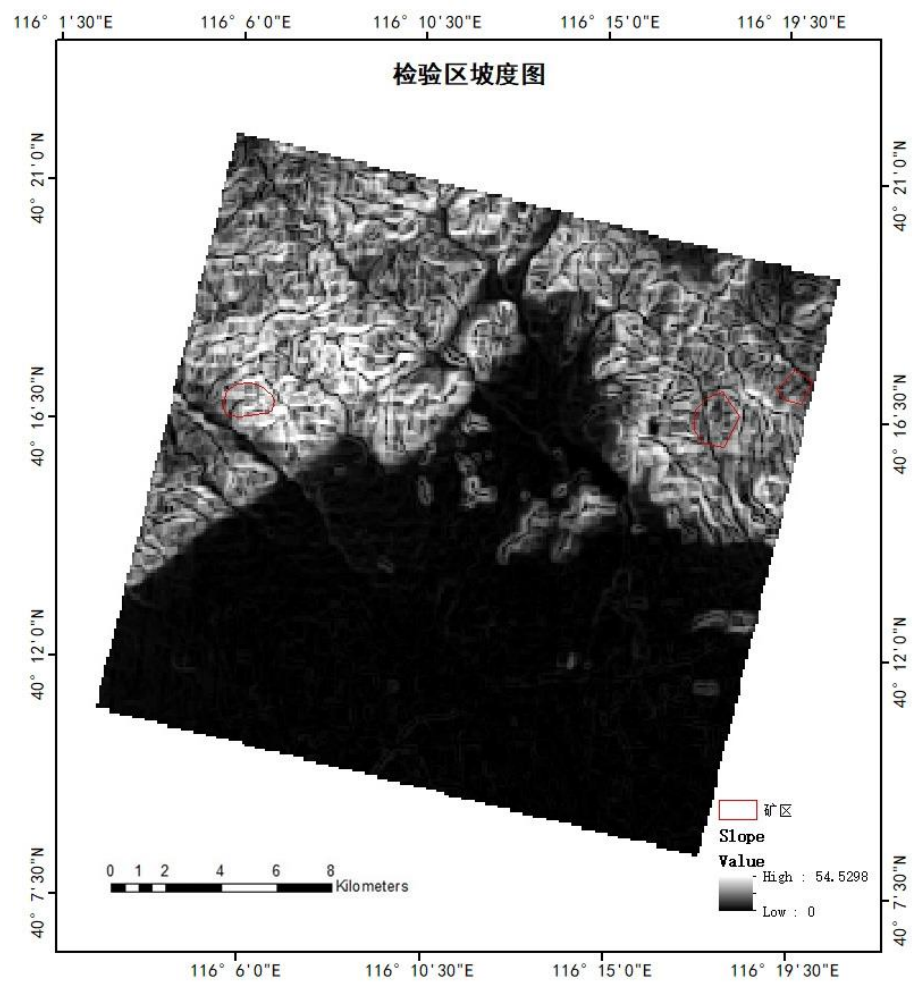 116° 1'30"E 116° 6'0"E 116° 10'30"E 116° 15'0"E 116° 19'30"E
检验区坡度图
40° 21'0"N
40° 21'0"N
40° 16'30"N
40° 16'30"N
40° 12'0"N
40° 12'0"N
40° 7'30"N
40° 7'30"N
矿区
Slope
Value
High : 54.5298
Low : 0
0 1 2 4 6 8
Kilometers
116° 6'0"E 116° 10'30"E 116° 15'0"E 116° 19'30"E